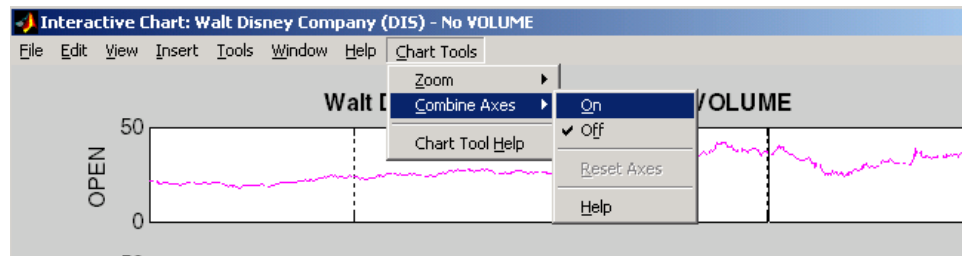 Interactive Chart: Walt Disney Company (DIS) - No VOLUME
File Edit View Insert Tools Window Help Chart Tools
Zoom
Walt
Combine Axes
On
VOLUME
50
Off
Chart Tool Help
OPEN
Reset Axes
0
Help